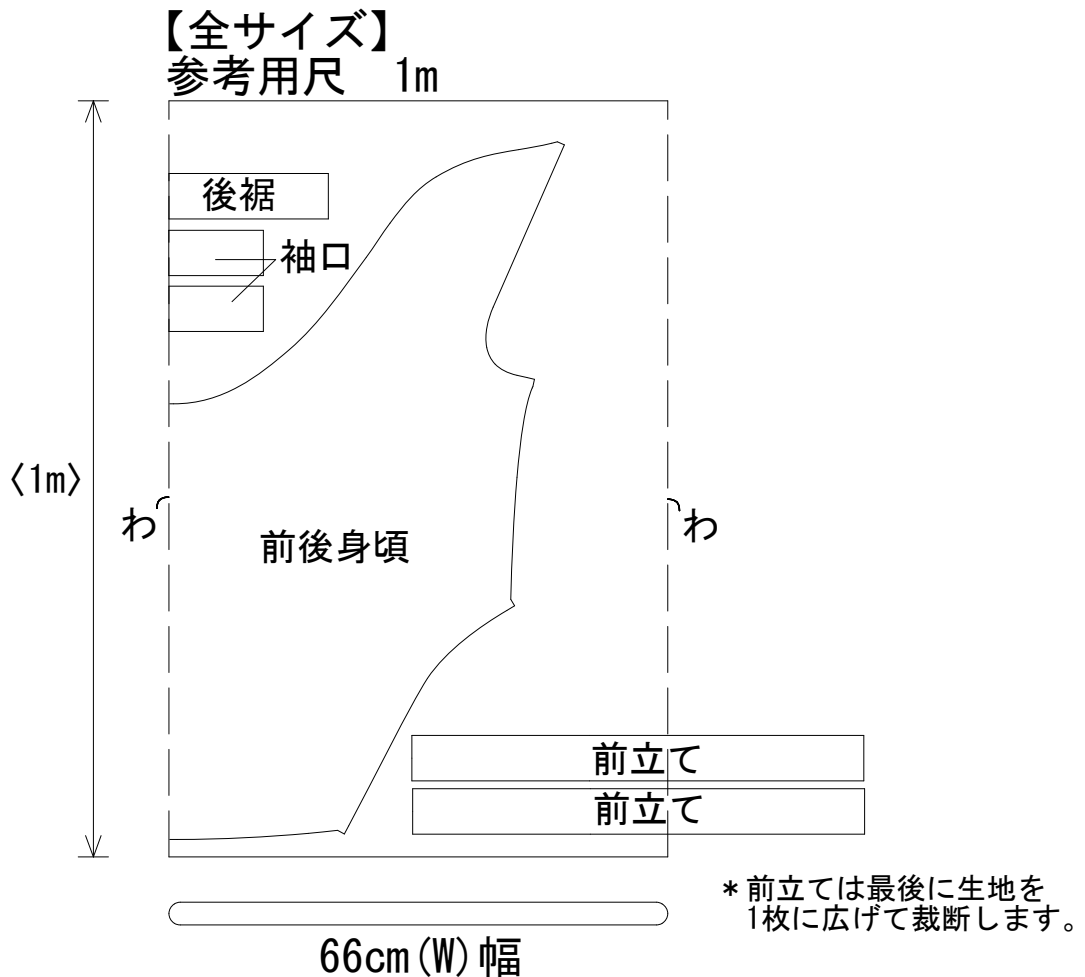 【全サイズ】
参考用尺 1m
後裾
袖口
〈1m〉
わ
わ
前後身頃
前立て
前立て
*前立ては最後に生地を
1枚に広げて裁断します。
66cm(W)幅